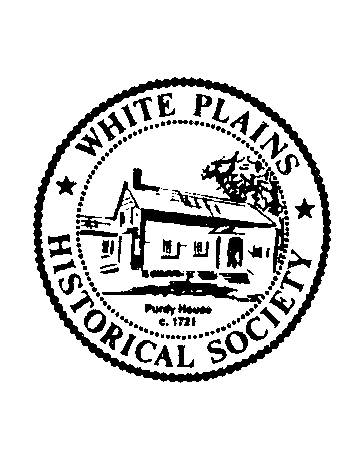 WHITE PLAINS
HISTORICAL SOCIETY
Purdy House
c. 1721